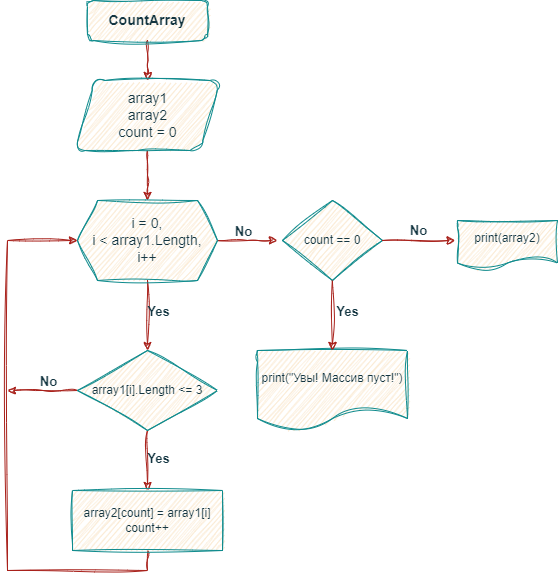 CountArray
array1
array2
count = 0
i = 0,
i < array1.Length,
i++
No
count == 0
No
print(array2)
Yes
Yes
print("Увы! Массив пуст!")
No
array1[i].Length <= 3
Yes
array2[count] = array1[i]
count++